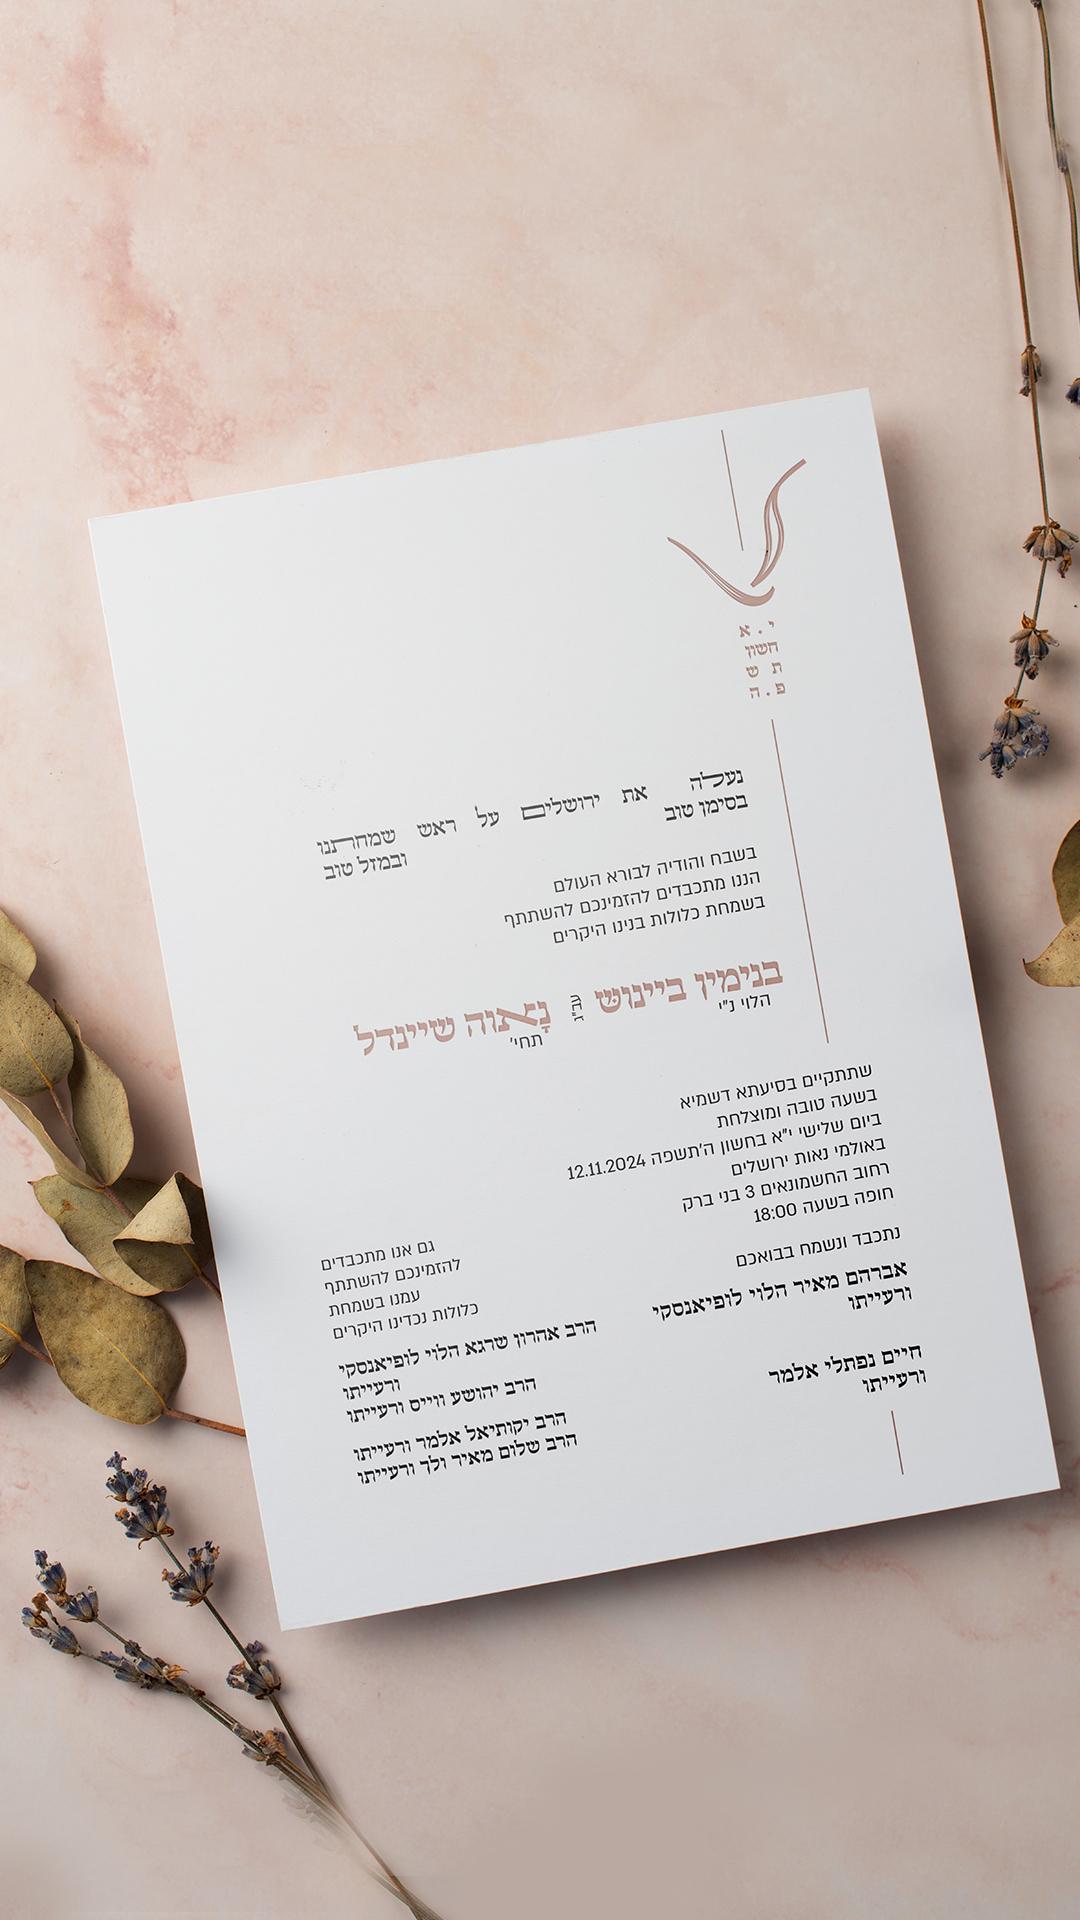 י.א
חשון
ת ש
פ.ה
נעלה את ירושלים על ראש שמחתנו
בסימן טוב ובמזל טוב
בשבח והודיה לבורא העולם
הננו מתכבדים להזמינכם להשתתף
בשמחת כלולות בנינו היקרים
בנימין ביינוש עב"ג נָאוה שיינדל
הלוי נ"י תחי'
שתתקיים בסיעתא דשמיא
בשעה טובה ומוצלחת
ביום שלישי י"א בחשון ה'תשפה 12.11.2024
באולמי נאות ירושלים
רחוב החשמונאים 3 בני ברק
חופה בשעה 18:00
נתכבד ונשמח בבואכם
אברהם מאיר הלוי לופיאנסקי
ורעייתו
חיים נפתלי אלמר
ורעייתו
גם אנו מתכבדים
להזמינכם להשתתף
עמנו בשמחת
כלולות נכדינו היקרים
הרב אהרון שרגא הלוי לופיאנסקי
ורעייתו
הרב יהושע ווייס ורעייתו
הרב יקותיאל אלמר ורעייתו
הרב שלום מאיר ולך ורעייתו